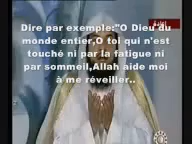 إعادة
Dire par exemple:"O Dieu du
monde entier,O toi qui n'est
touché ni par la fatigue ni
par sommeil,Allah aide moi
à me réveiller..